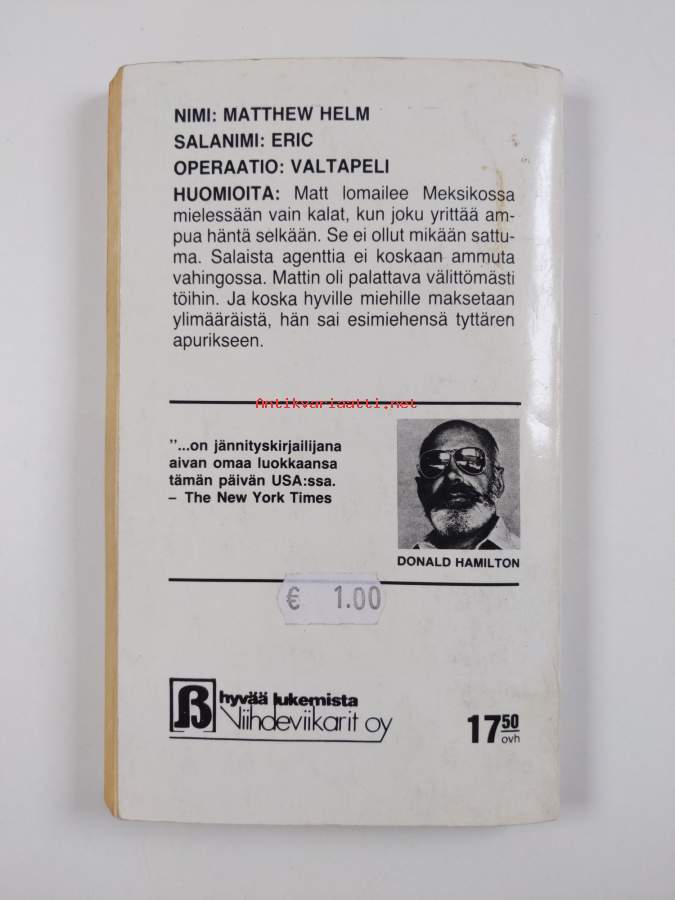 NIMI: MATTHEW HELM
SALANIMI: ERIC
OPERAATIO: VALTAPELI
HUOMIOITA: Matt lomailee Meksikossa
mielessään vain kalat, kun joku yrittää am-
pua häntä selkään. Se ei ollut mikään sattu-
ma. Salaista agenttia ei koskaan ammuta
vahingossa. Mattin oli palattava välittömästi
töihin. Ja koska hyville miehille maksetaan
ylimääräistä, hän sai esimiehensä tyttären
apurikseen.
Antikvariaatti.net
"...on jännityskirjailijana
aivan omaa luokkaansa
tämän päivän USA:ssa.
– The New York Times
DONALD HAMILTON
€ 1.00
hyvää lukemista
Viihdeviikarit oy
17 50
ovh